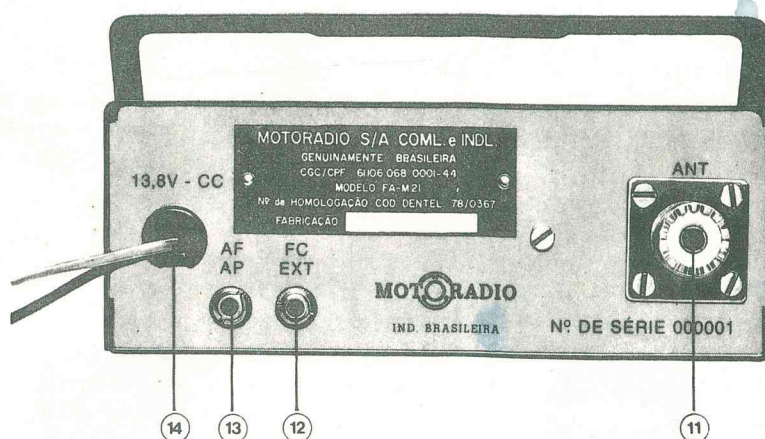 MOTORADIO S/A COML. e INDL.
GENUINAMENTE BRASILEIRA
CGC/CPF 61106 068 0001-44
MODELO FA-M21
Nº de HOMOLOGAÇÃO COD DENTEL 78/0367
FABRICAÇÃO
13,8V - CC
ANT
AF
AP
FC
EXT
MOTORADIO
IND. BRASILEIRA
Nº DE SÉRIE 000001
14
13
12
11